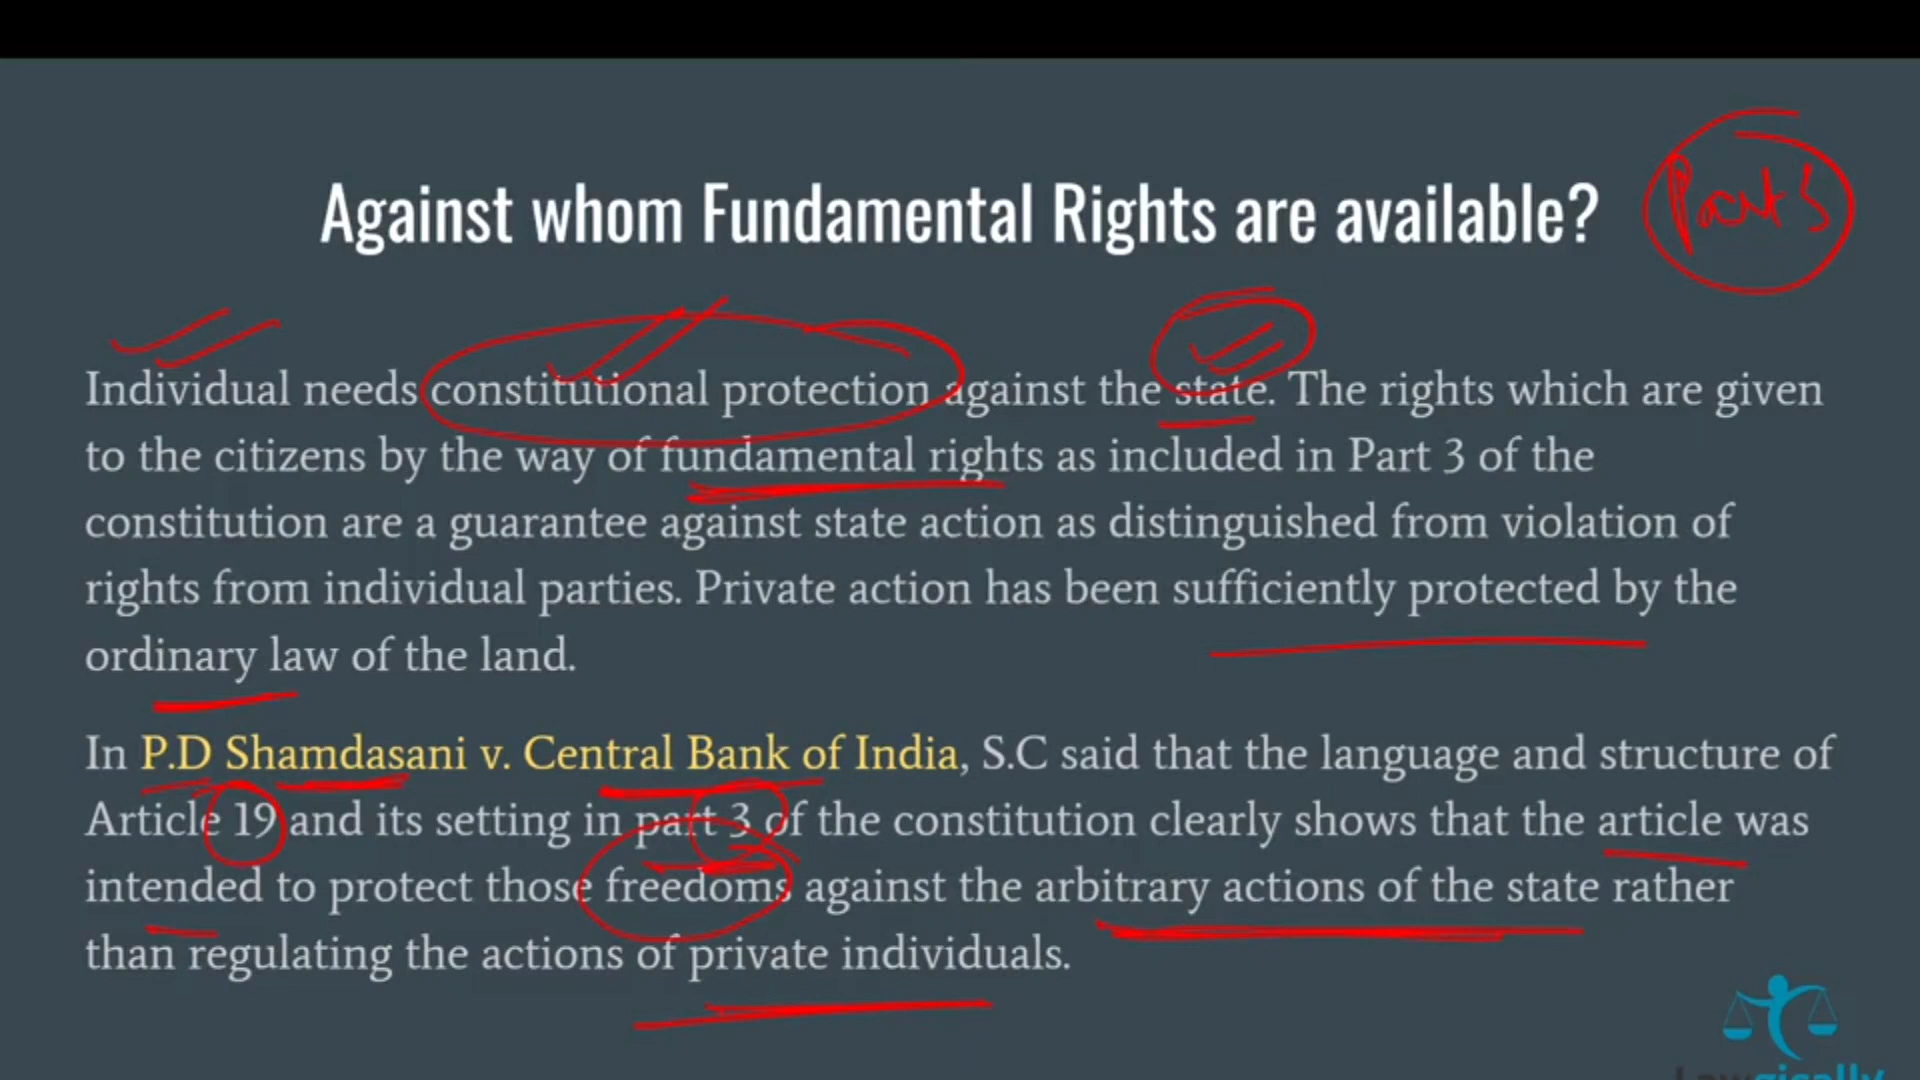 Against whom Fundamental Rights are available?
Part 3
Individual needs constitutional protection against the state. The rights which are given
to the citizens by the way of fundamental rights as included in Part 3 of the
constitution are a guarantee against state action as distinguished from violation of
rights from individual parties. Private action has been sufficiently protected by the
ordinary law of the land.
In P.D Shamdasani v. Central Bank of India, S.C said that the language and structure of
Article 19 and its setting in part 3 of the constitution clearly shows that the article was
intended to protect those freedoms against the arbitrary actions of the state rather
than regulating the actions of private individuals.
Lawgically